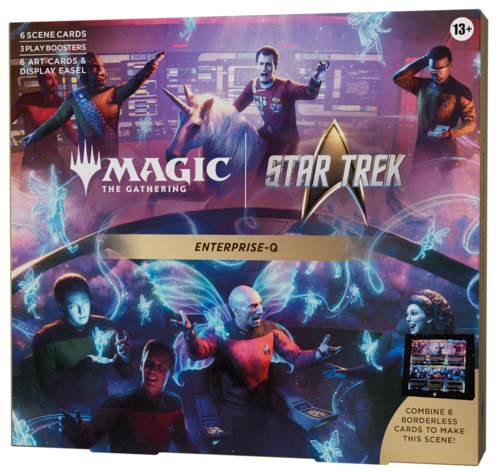 6 SCENE CARDS
3 PLAY BOOSTERS
6 ART CARDS &
DISPLAY EASEL
13+
MAGIC
THE GATHERING
STAR TREK
ENTERPRISE-Q
COMBINE 6
BORDERLESS
CARDS TO MAKE
THIS SCENE!